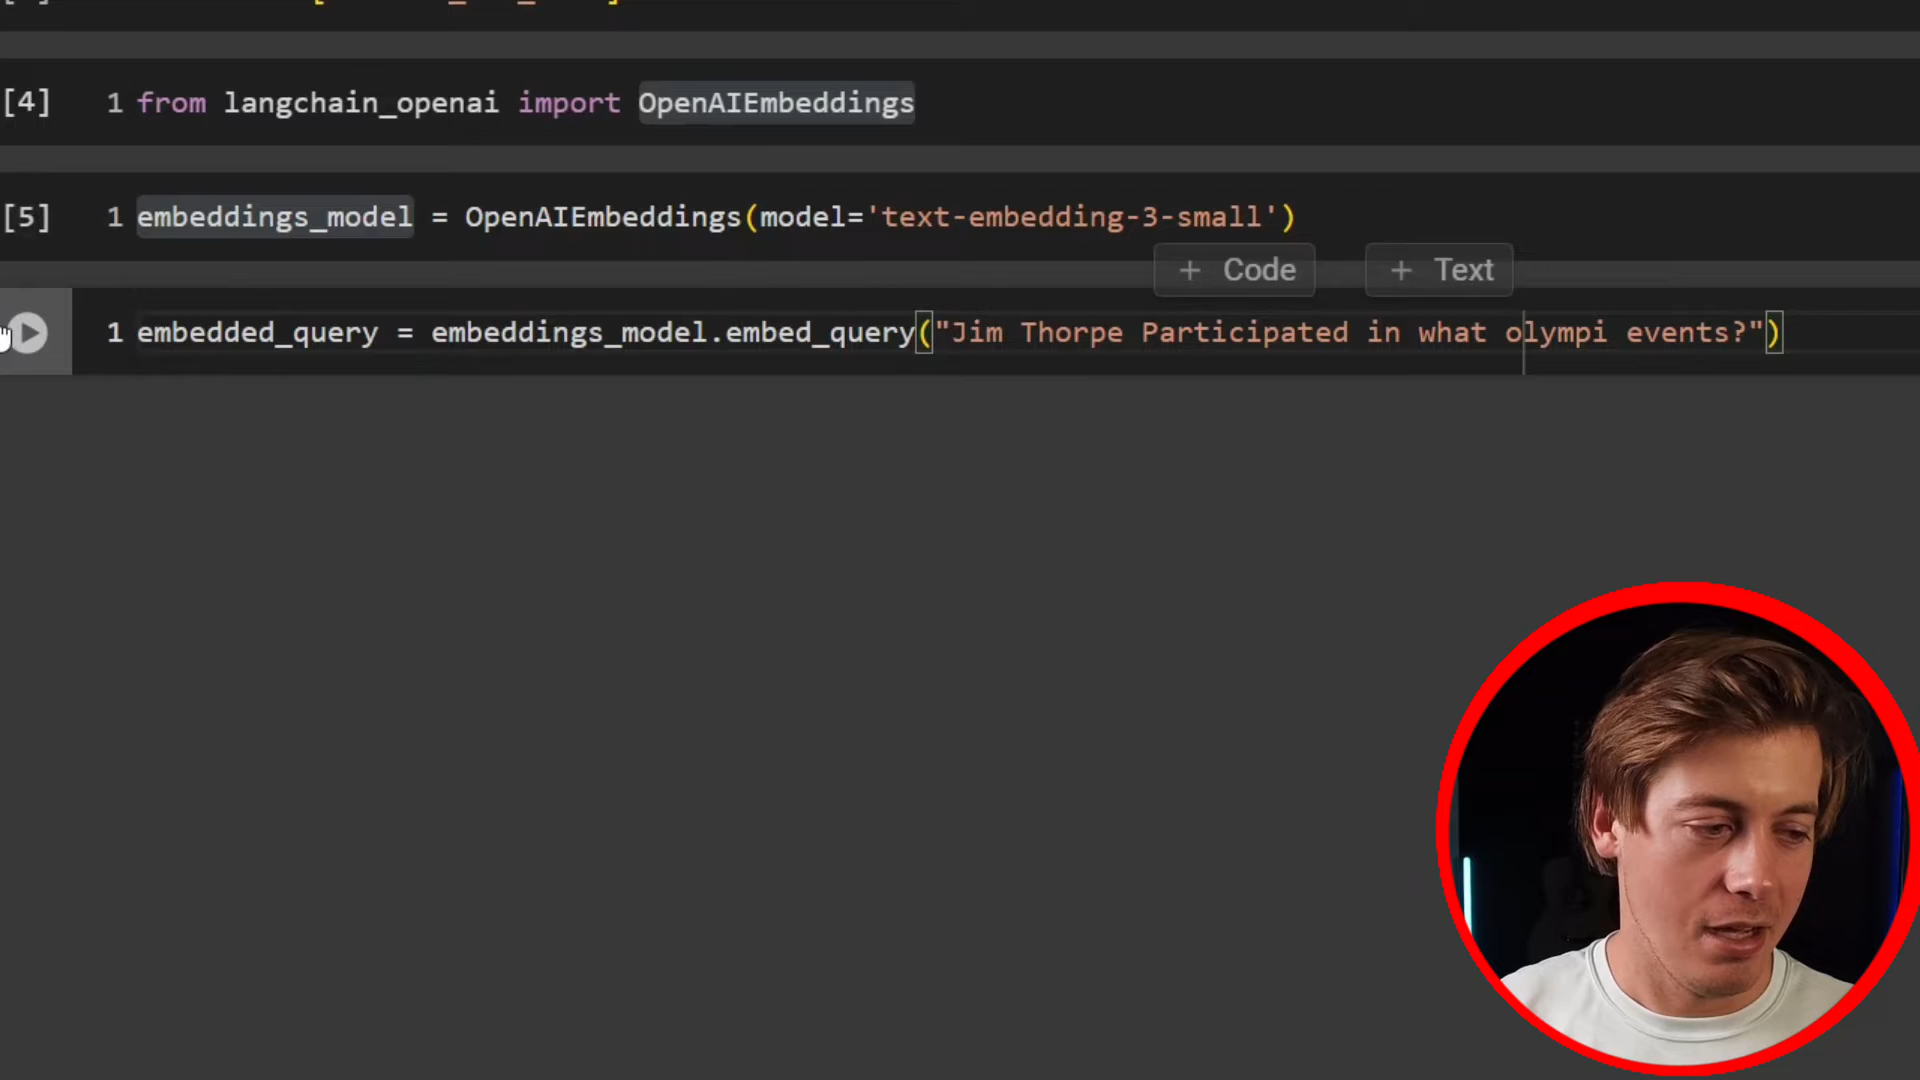 [4] 1 from langchain_openai import OpenAIEmbeddings
[5] 1 embeddings_model = OpenAIEmbeddings(model='text-embedding-3-small')
+ Code + Text
1 embedded_query = embeddings_model.embed_query("Jim Thorpe Participated in what olympi events?")